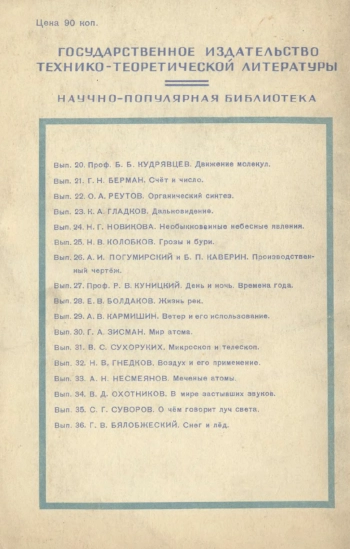 Цена 90 коп.
ГОСУДАРСТВЕННОЕ ИЗДАТЕЛЬСТВО
ТЕХНИКО-ТЕОРЕТИЧЕСКОЙ ЛИТЕРАТУРЫ
НАУЧНО-ПОПУЛЯРНАЯ БИБЛИОТЕКА
Вып. 20. Проф. Б. Б. КУДРЯВЦЕВ. Движение молекул.
Вып. 21. Г. Н. БЕРМАН. Счёт и число.
Вып. 22. О. А. РЕУТОВ. Органический синтез.
Вып. 23. К. А. ГЛАДКОВ. Дальновидение.
Вып. 24. К. Г. НОВИКОВА. Необыкновенные небесные явления.
Вып. 25. Н. В. КОЛОБКОВ. Грозы и бури.
Вып. 26. А. И. ПОГУМИРСКИЙ и Б. П. КАВЕРИН. Производствен-
ный чертёж.
Вып. 27. Проф. Р. В. КУНИЦКИЙ. День и ночь. Времена года.
Вып. 28. Е. В. БОЛДАКОВ. Жизнь рек.
Вып. 29. А. В. КАРМИШИН. Ветер и его использование.
Вып. 30. Г. А. ЗИСМАН. Мир атома.
Вып. 31. В. С. СУХОРУКИХ. Микроскоп и телескоп.
Вып. 32. Н. В. ГНЕДКОВ. Воздух и его применение.
Вып. 33. А. Н. НЕСМЕЯНОВ. Меченые атомы.
Вып. 34. В. Д. ОХОТНИКОВ. В мире застывших звуков.
Вып. 35. С. Г. СУВОРОВ. О чём говорит луч света.
Вып. 36. Г. В. БЯЛОБЖЕСКИЙ. Снег и лёд.